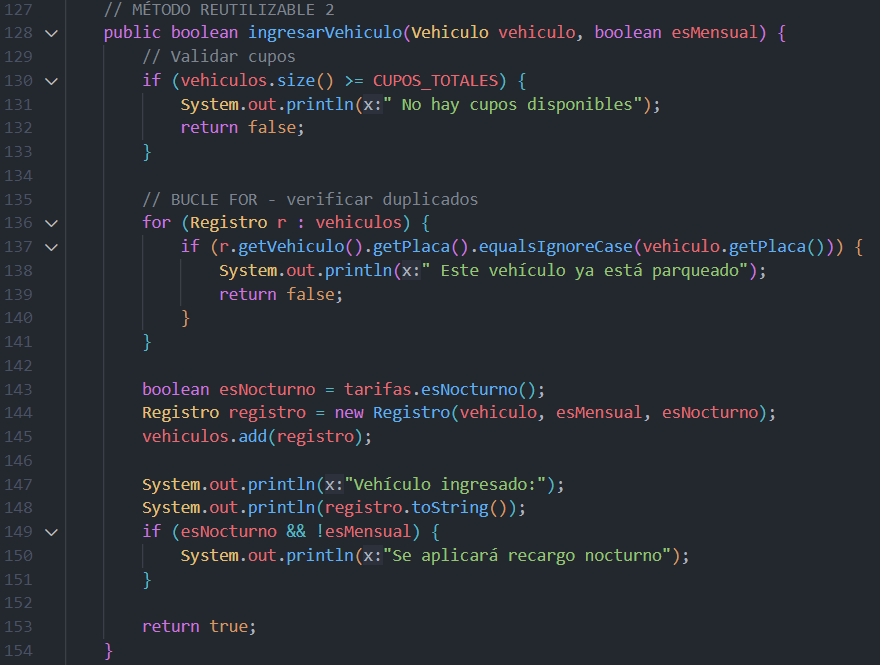 127 // MÉTODO REUTILIZABLE 2
128 public boolean ingresarVehiculo(Vehiculo vehiculo, boolean esMensual) {
129 // Validar cupos
130 if (vehiculos.size() >= CUPOS_TOTALES) {
131 System.out.println(x:" No hay cupos disponibles");
132 return false;
133 }
134
135 // BUCLE FOR - verificar duplicados
136 for (Registro r : vehiculos) {
137 if (r.getVehiculo().getPlaca().equalsIgnoreCase(vehiculo.getPlaca())) {
138 System.out.println(x:" Este vehículo ya está parqueado");
139 return false;
140 }
141 }
142
143 boolean esNocturno = tarifas.esNocturno();
144 Registro registro = new Registro(vehiculo, esMensual, esNocturno);
145 vehiculos.add(registro);
146
147 System.out.println(x:"Vehículo ingresado:");
148 System.out.println(registro.toString());
149 if (esNocturno && !esMensual) {
150 System.out.println(x:"Se aplicará recargo nocturno");
151 }
152
153 return true;
154 }